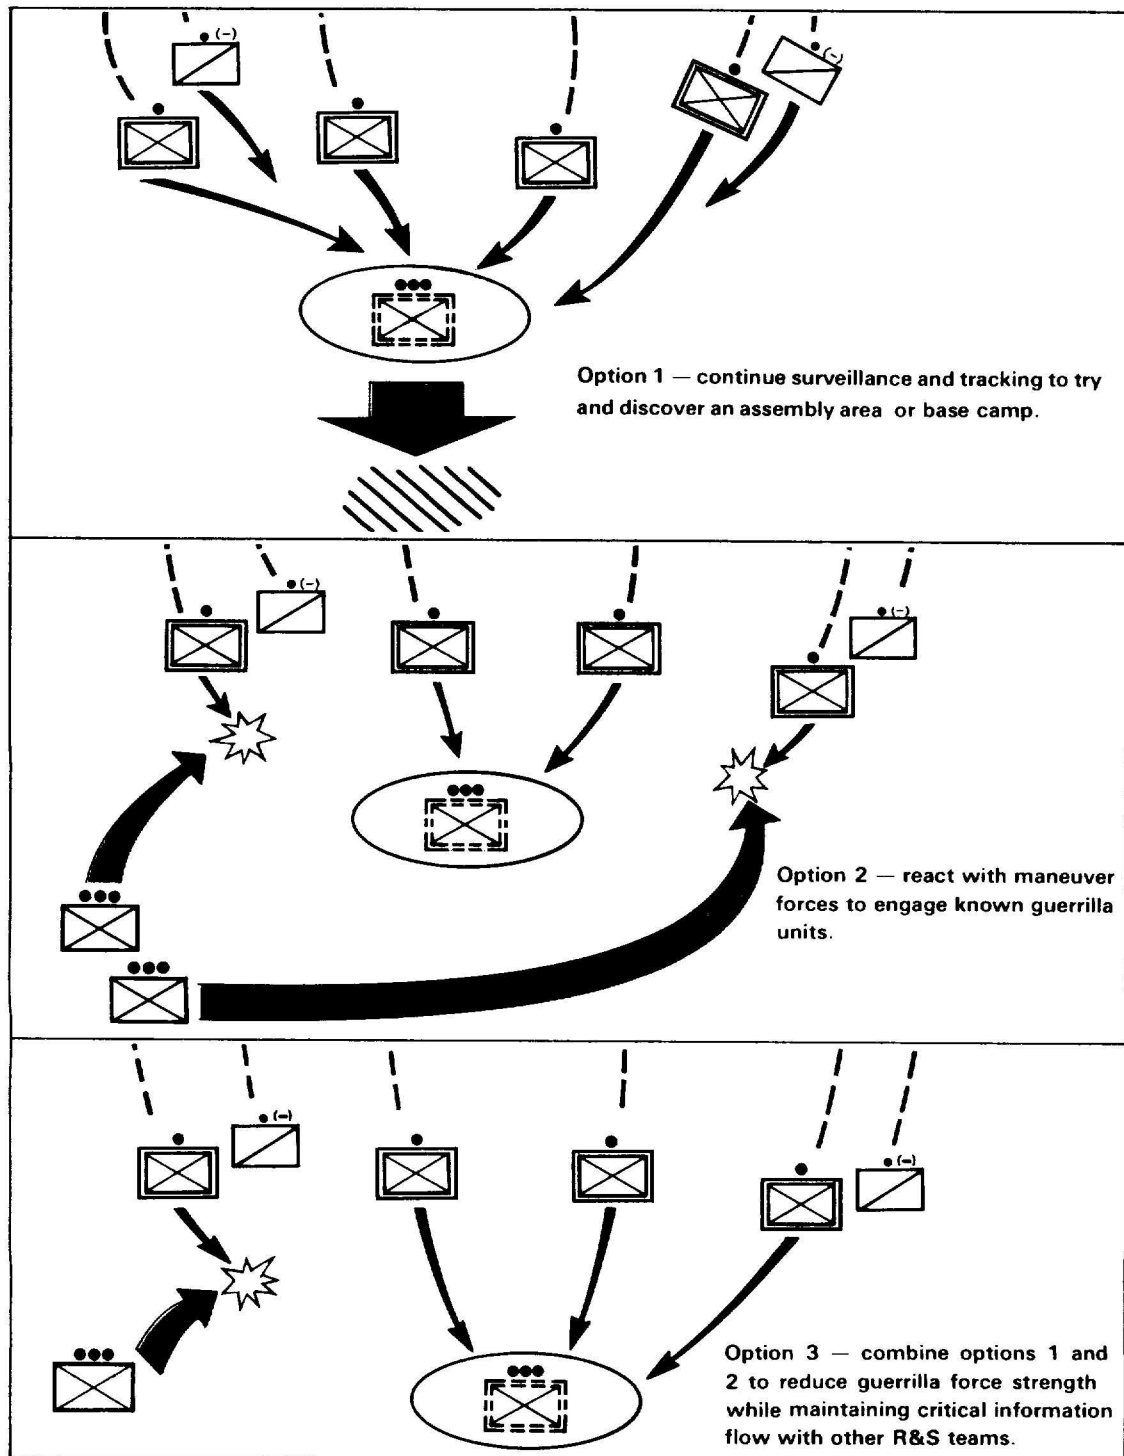 (-)
(-)
Option 1 — continue surveillance and tracking to try
and discover an assembly area or base camp.
(-)
(-)
Option 2 — react with maneuver
forces to engage known guerrilla
units.
(-)
(-)
Option 3 — combine options 1 and
2 to reduce guerrilla force strength
while maintaining critical information
flow with other R&S teams.